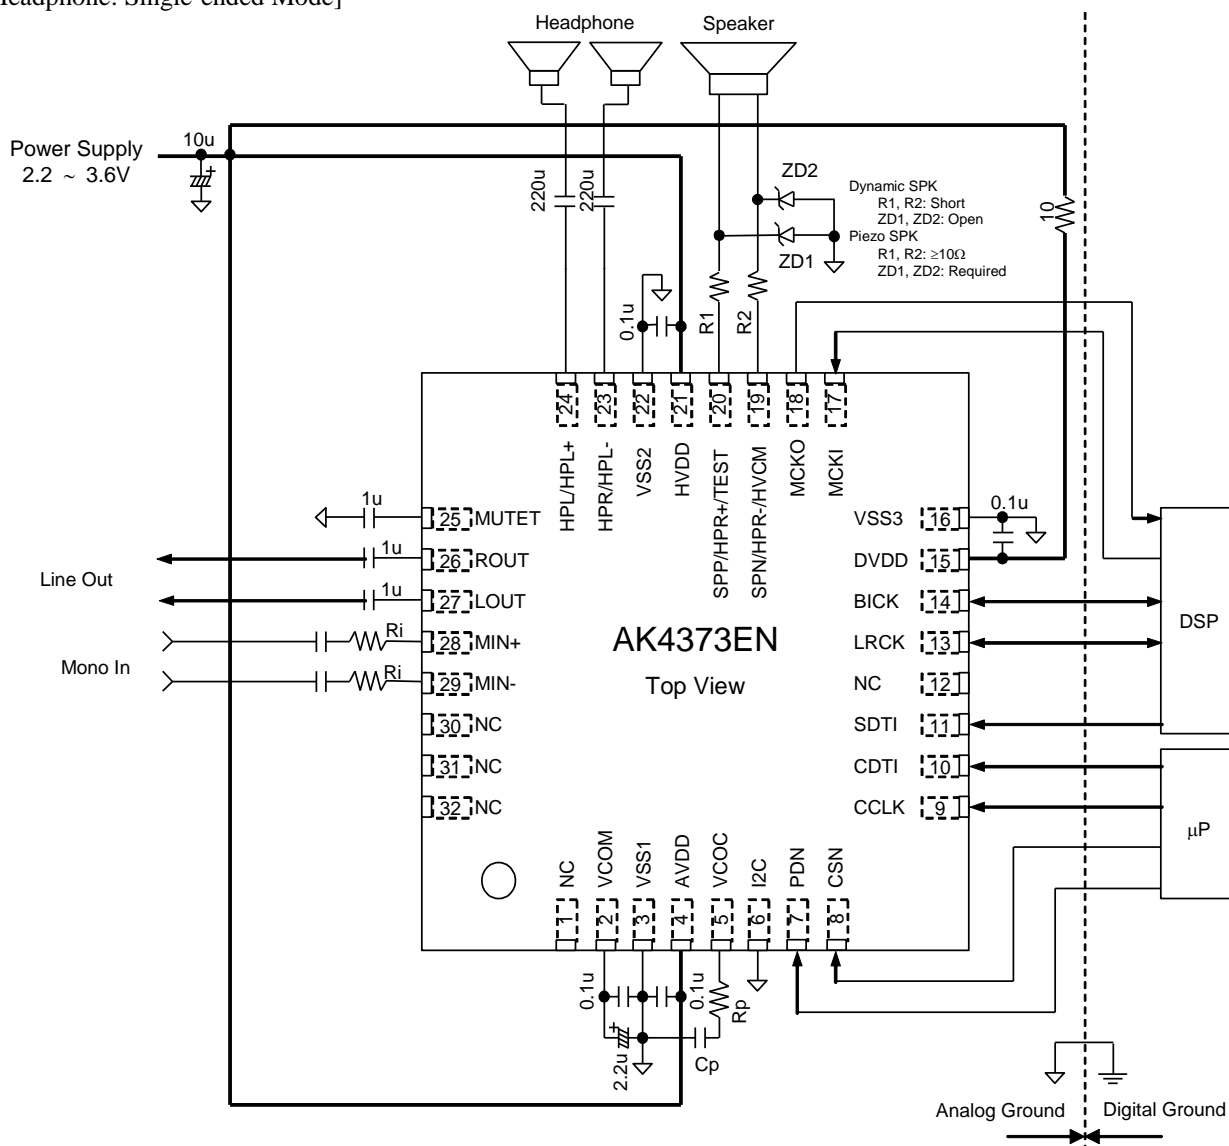 Headphone: Single-ended Mode]
Headphone
Speaker
Power Supply
2.2 ~ 3.6V
10u
220u
220u
ZD2
ZD1
Dynamic SPK
R1, R2: Short
ZD1, ZD2: Open
Piezo SPK
R1, R2: ≥10Ω
ZD1, ZD2: Required
10
0.1u
R1
R2
24
23
22
21
20
19
18
17
HPL/HPL+
HPR/HPL-
VSS2
HVDD
SPP/HPR+/TEST
SPN/HPR-/HVCM
MCKO
MCKI
1u
25 MUTET
1u
26 ROUT
Line Out
1u
27 LOUT
Ri
28 MIN+
Mono In
Ri
29 MIN-
30 NC
31 NC
32 NC
AK4373EN
Top View
0.1u
VSS3 16
DVDD 15
BICK 14
LRCK 13
NC 12
SDTI 11
CDTI 10
CCLK 9
DSP
μP
NC
VCOM
VSS1
AVDD
VCOC
I2C
PDN
CSN
1
2
3
4
5
6
7
8
0.1u
0.1u
Rp
2.2u
Cp
Analog Ground
Digital Ground